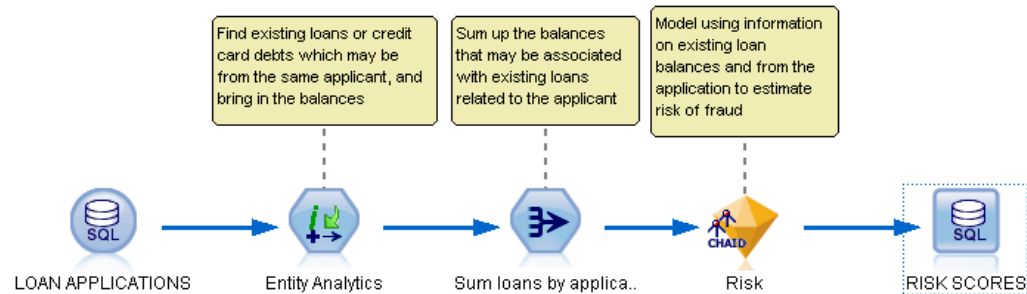 Find existing loans or credit
card debts which may be
from the same applicant, and
bring in the balances
Sum up the balances
that may be associated
with existing loans
related to the applicant
Model using information
on existing loan
balances and from the
application to estimate
risk of fraud
SQL
CHAID
SQL
LOAN APPLICATIONS
Entity Analytics
Sum loans by applica..
Risk
RISK SCORES